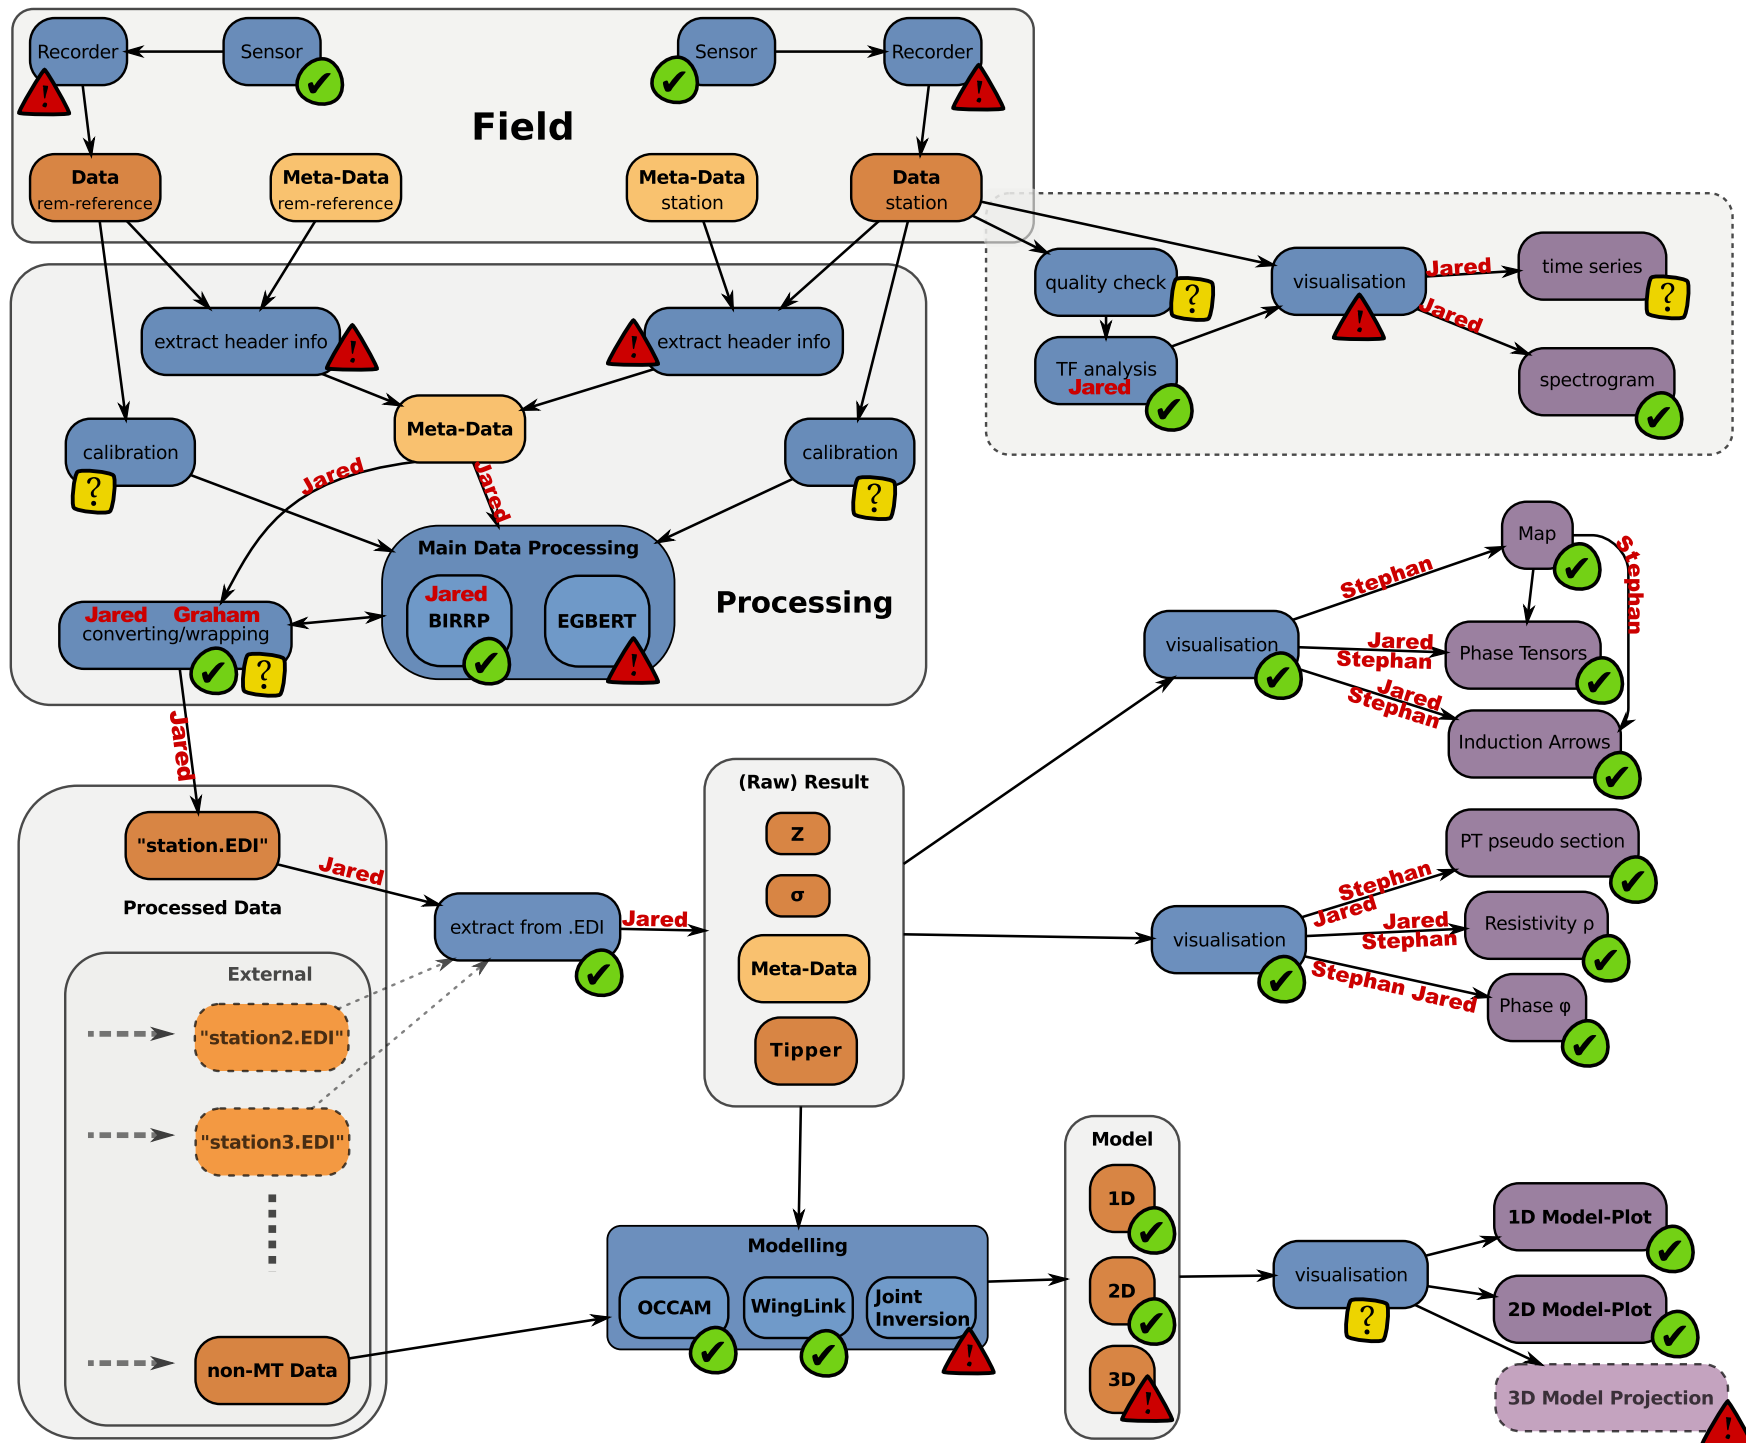 Recorder
Sensor
Sensor
Recorder
Field
Data
rem-reference
Meta-Data
rem-reference
Meta-Data
station
Data
station
quality check
visualisation
Jared
time series
Jared
TF analysis
Jared
spectrogram
extract header info
extract header info
Meta-Data
calibration
calibration
Jared
Jared
Main Data Processing
Jared
BIRRP
EGBERT
Processing
Jared Graham
converting/wrapping
Jared
Map
Stephan
Stephan
visualisation
Jared
Stephan
Phase Tensors
Jared
Stephan
Induction Arrows
"station.EDI"
Jared
Processed Data
extract from .EDI
Jared
(Raw) Result
Z
σ
Meta-Data
Tipper
PT pseudo section
Stephan
Jared
visualisation
Jared
Stephan
Resistivity ρ
Stephan Jared
Phase φ
External
"station2.EDI"
"station3.EDI"
non-MT Data
Modelling
OCCAM
WingLink
Joint
Inversion
Model
1D
2D
3D
visualisation
1D Model-Plot
2D Model-Plot
3D Model Projection